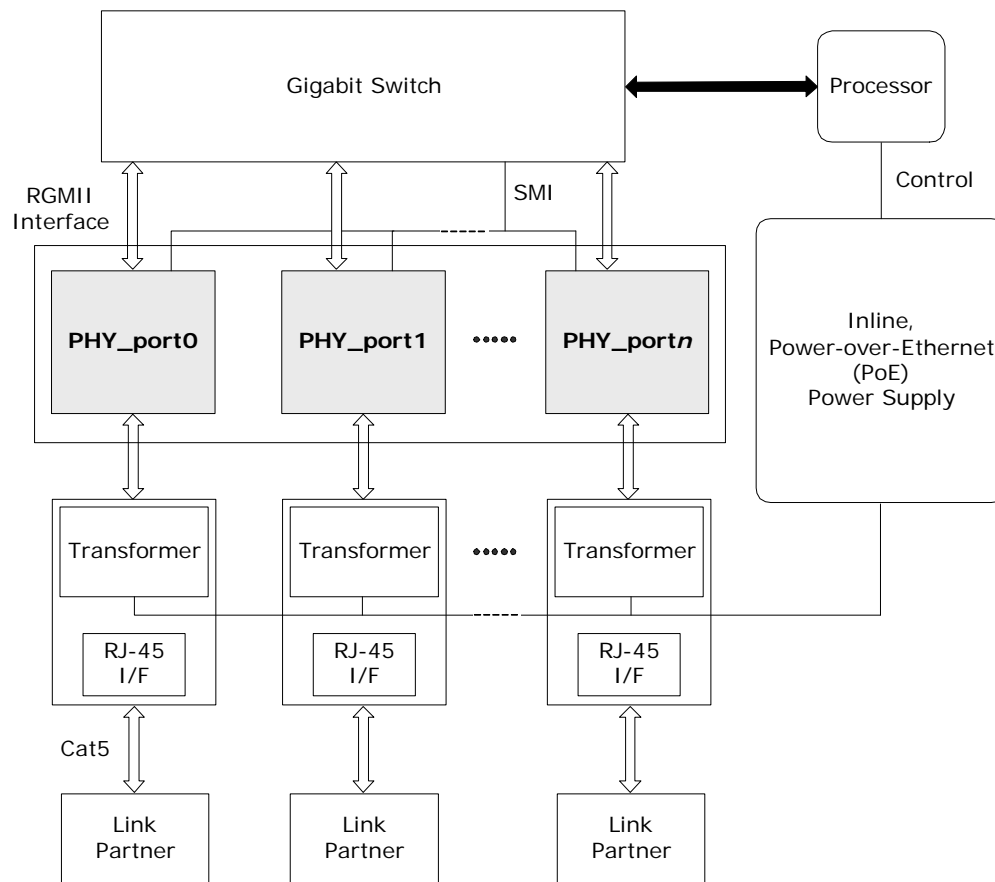 Gigabit Switch
Processor
RGMII
Interface
SMI
Control
PHY_port0
PHY_port1
PHY_portn
Inline,
Power-over-Ethernet
(PoE)
Power Supply
Transformer
Transformer
Transformer
RJ-45
I/F
RJ-45
I/F
RJ-45
I/F
Cat5
Link
Partner
Link
Partner
Link
Partner